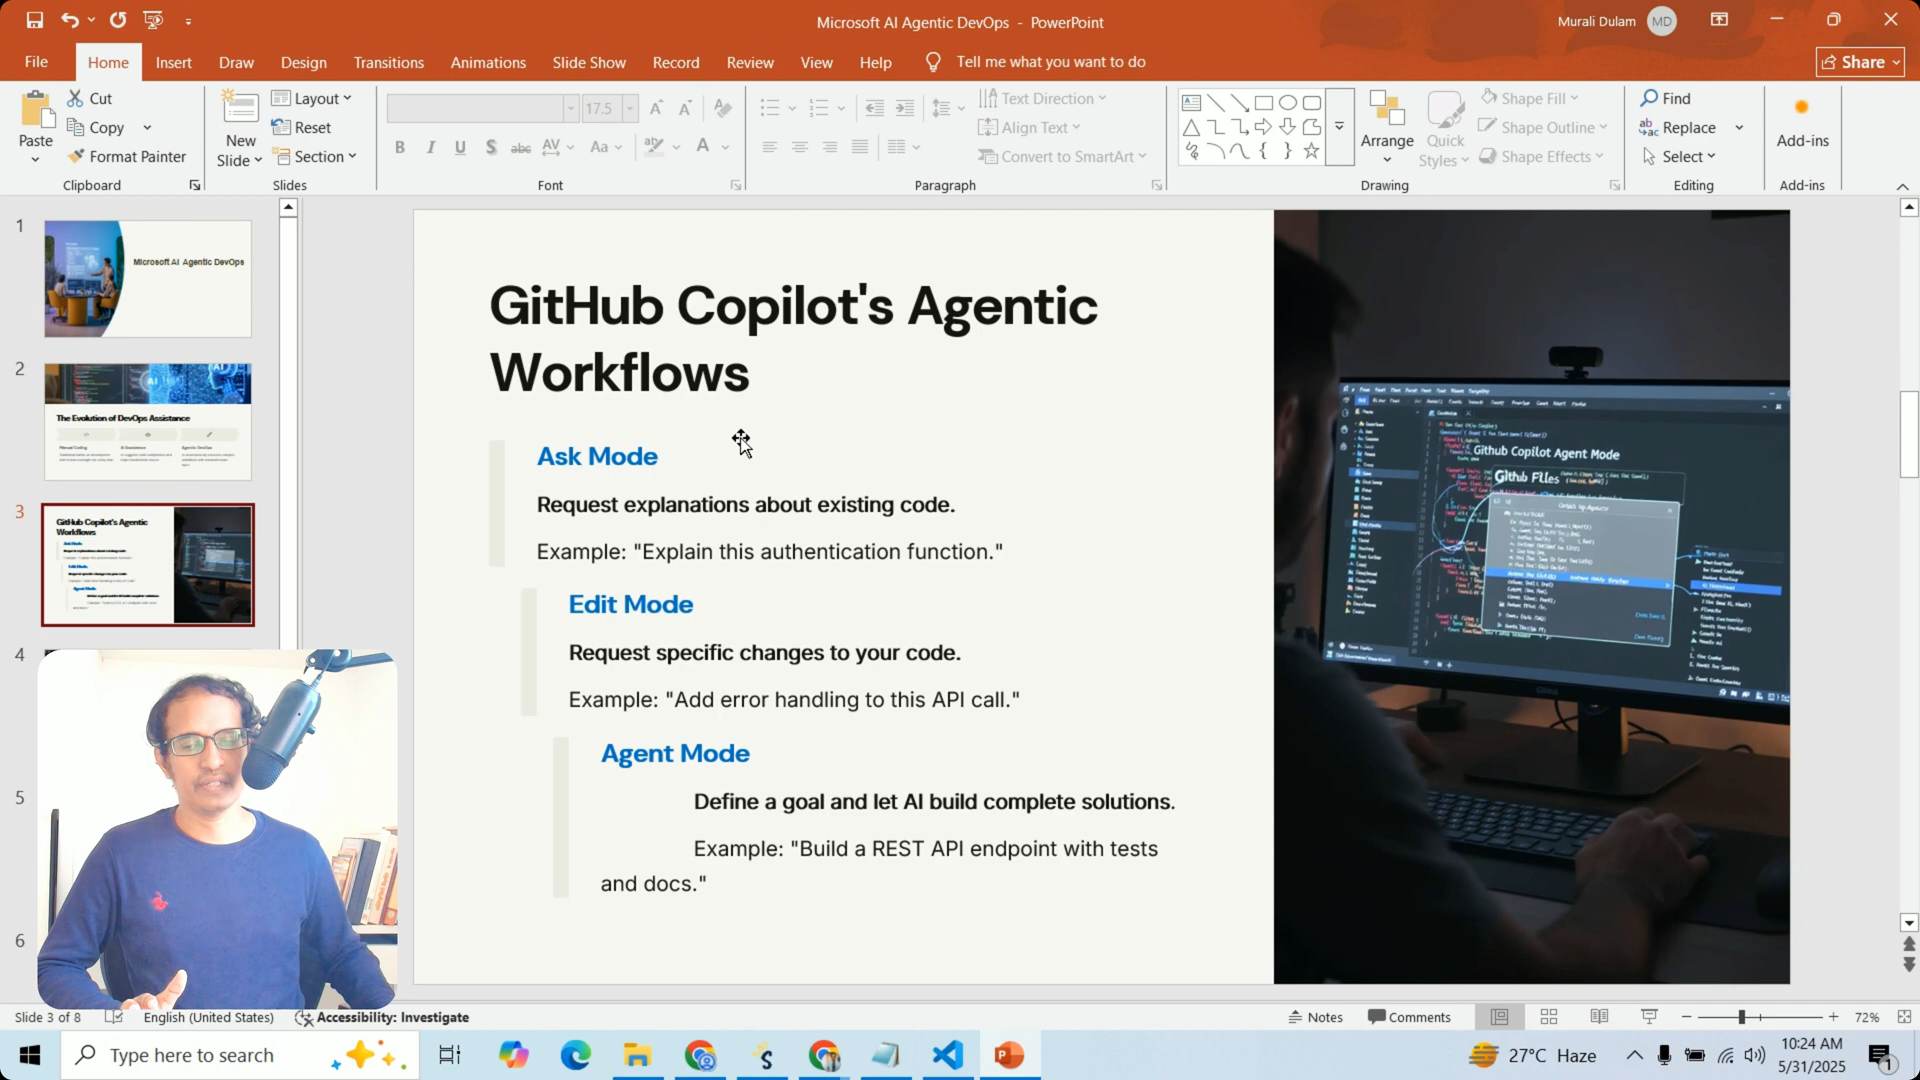 Microsoft AI Agentic DevOps - PowerPoint
Murali Dulam
MD
File
Home
Insert
Draw
Design
Transitions
Animations
Slide Show
Record
Review
View
Help
Tell me what you want to do
Share
Paste
Cut
Copy
Format Painter
Clipboard
New
Slide
Layout
Reset
Section
Slides
17.5
Font
Text Direction
Align Text
Convert to SmartArt
Paragraph
Arrange
Quick
Styles
Shape Fill
Shape Outline
Shape Effects
Drawing
Find
Replace
Select
Editing
Add-ins
Add-ins
1
Microsoft AI Agentic DevOps
2
The Evolution of DevOps Assistance
3
GitHub Copilot's Agentic
Workflows
4
5
6
GitHub Copilot's Agentic
Workflows
Ask Mode
Request explanations about existing code.
Example: "Explain this authentication function."
Edit Mode
Request specific changes to your code.
Example: "Add error handling to this API call."
Agent Mode
Define a goal and let AI build complete solutions.
Example: "Build a REST API endpoint with tests
and docs."
Github Copilot Agent Mode
Slide 3 of 8
English (United States)
Accessibility: Investigate
Notes
Comments
72%
Type here to search
27°C Haze
10:24 AM
5/31/2025
1